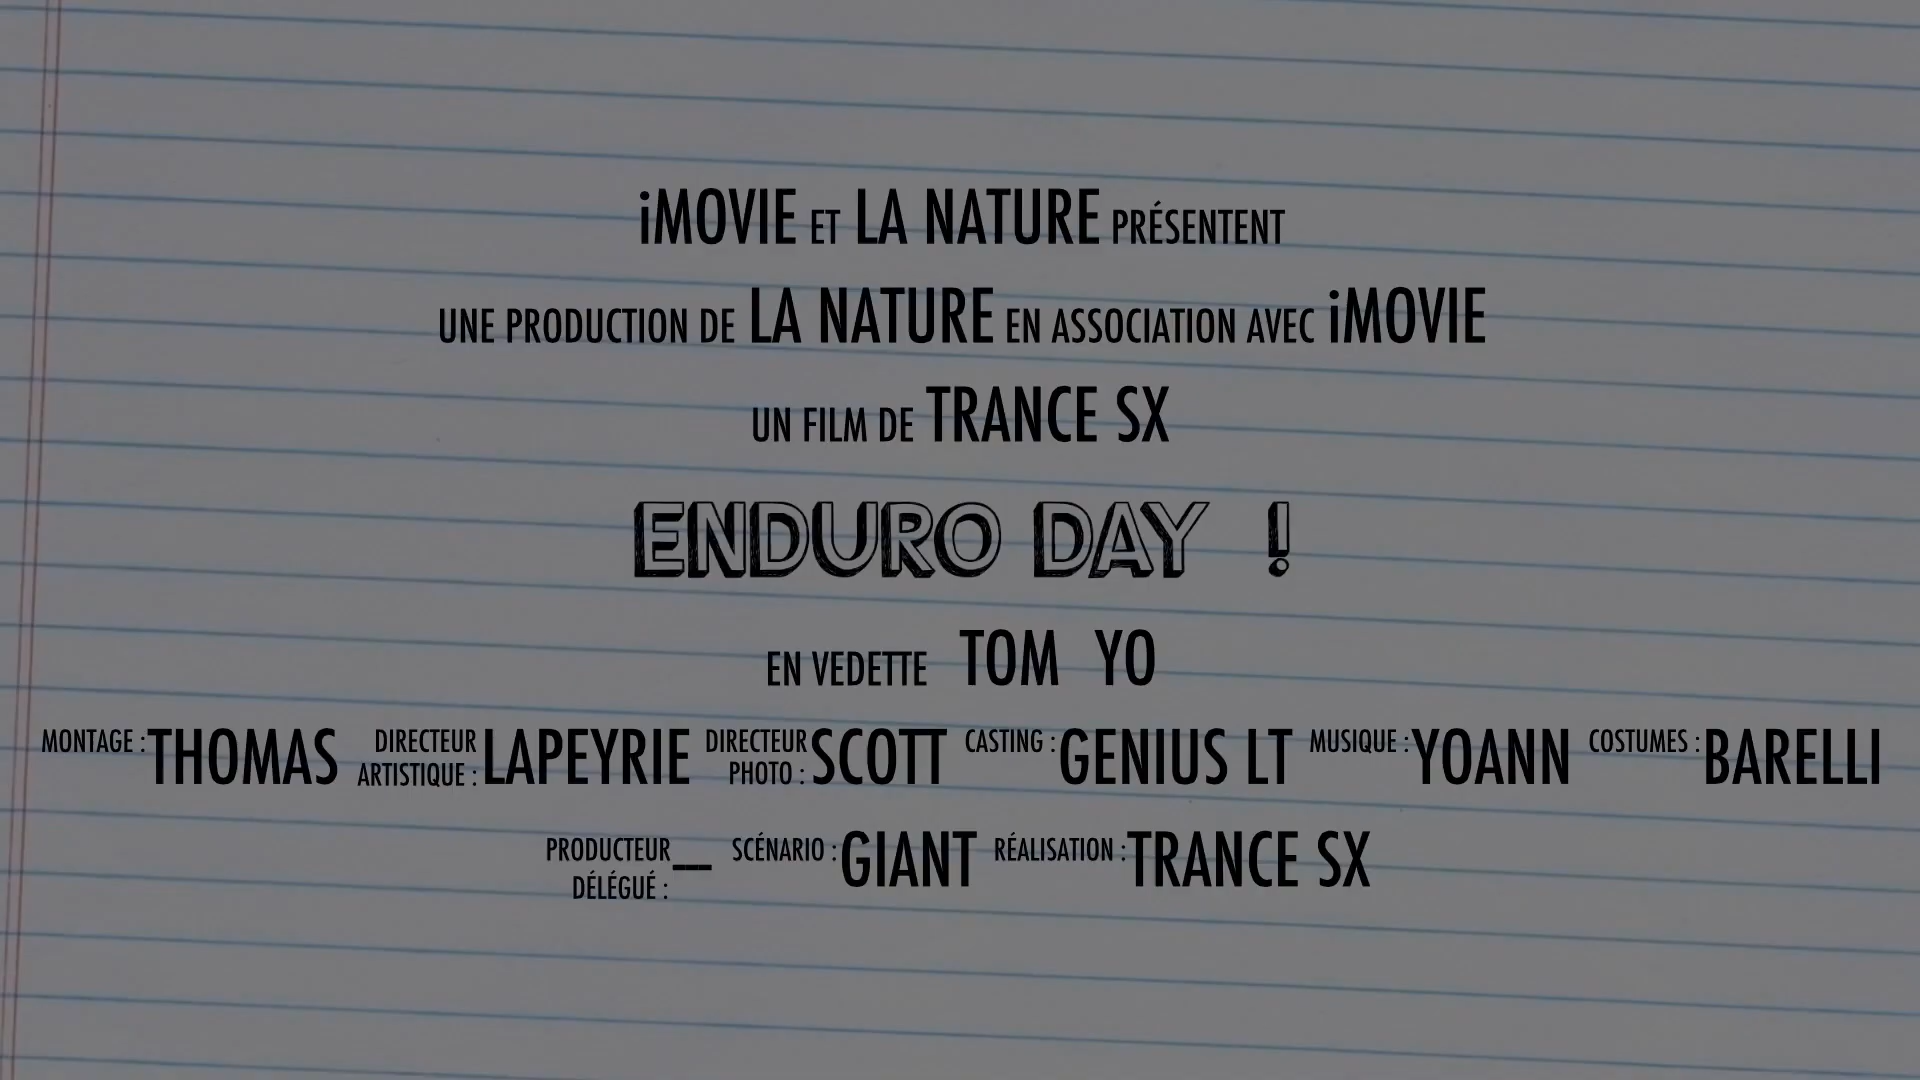 iMOVIE ET LA NATURE PRÉSENTENT
UNE PRODUCTION DE LA NATURE EN ASSOCIATION AVEC iMOVIE
UN FILM DE TRANCE SX
ENDURO DAY !
EN VEDETTE TOM YO
MONTAGE : THOMAS DIRECTEUR ARTISTIQUE : LAPEYRIE DIRECTEUR PHOTO : SCOTT CASTING : GENIUS LT MUSIQUE : YOANN COSTUMES : BARELLI
PRODUCTEUR DÉLÉGUÉ : — SCÉNARIO : GIANT RÉALISATION : TRANCE SX